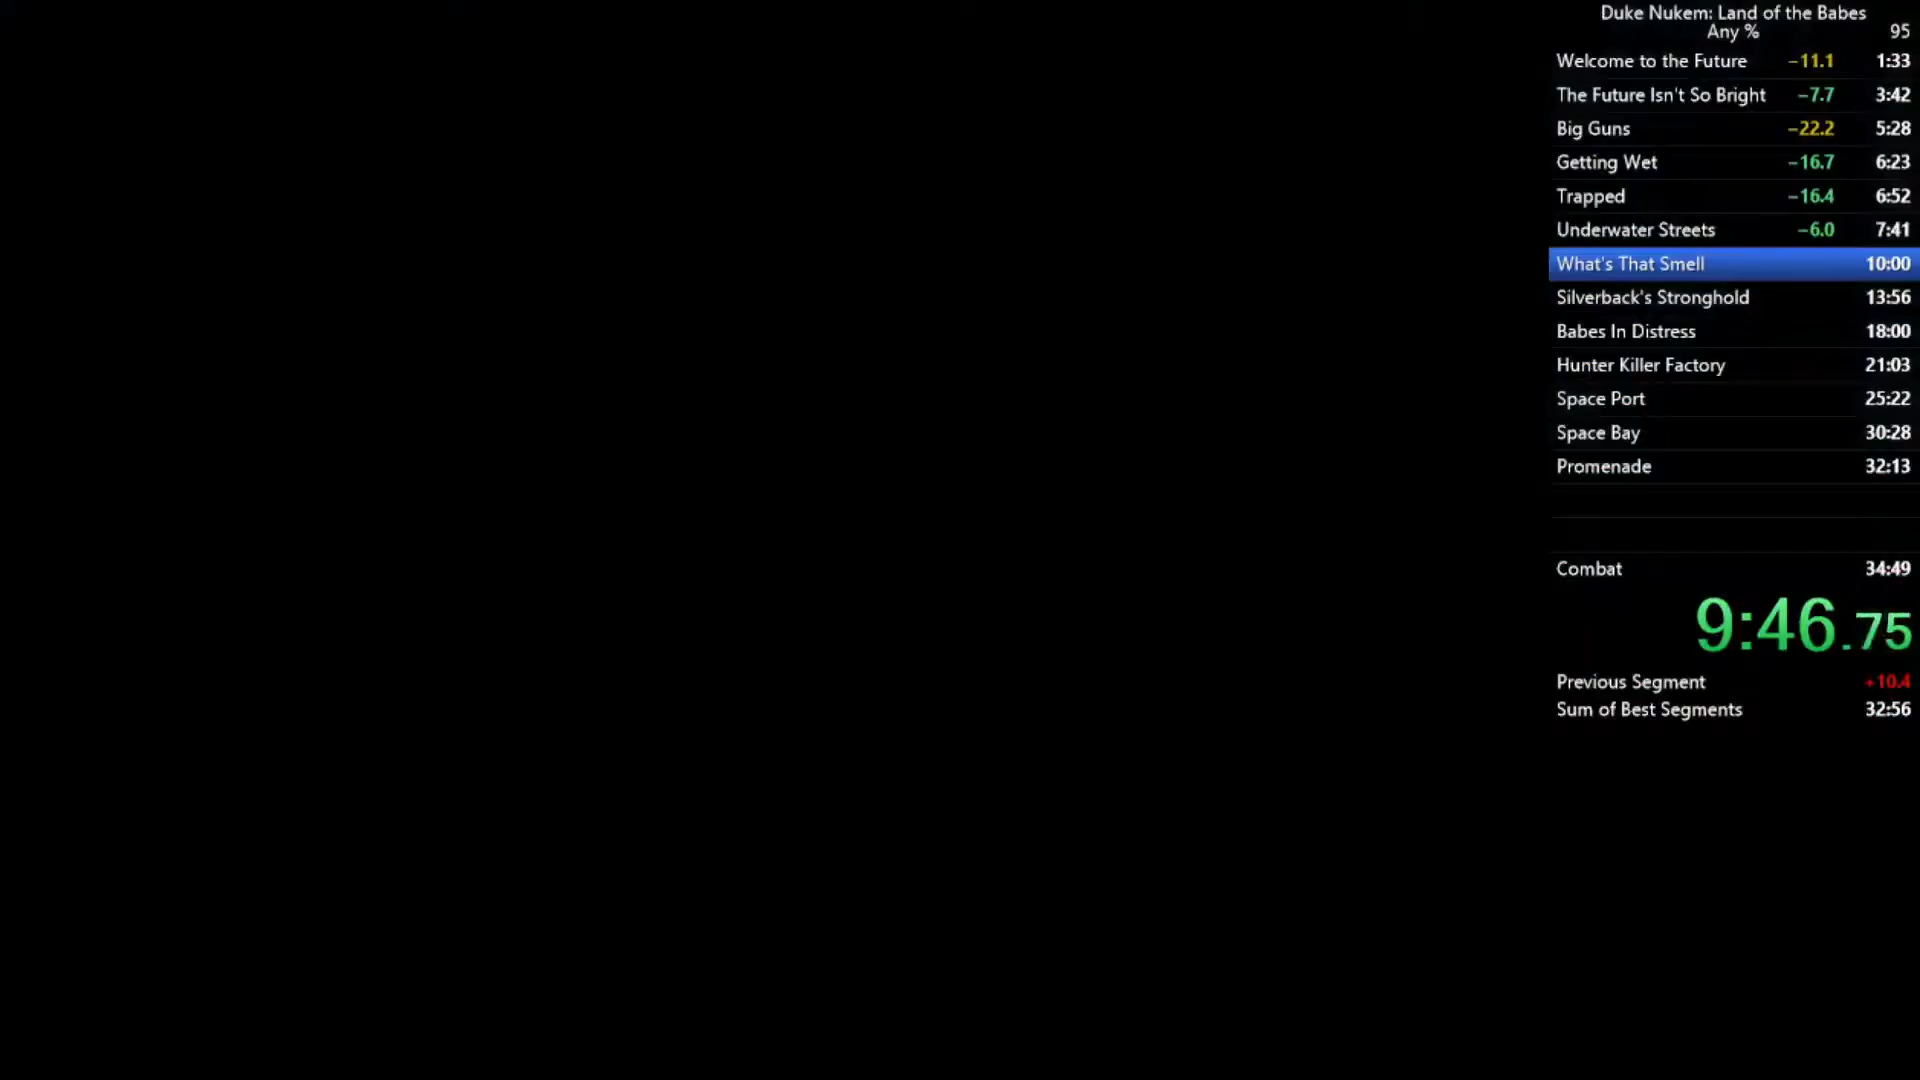 Duke Nukem: Land of the Babes
Any % 95
Welcome to the Future −11.1 1:33
The Future Isn't So Bright −7.7 3:42
Big Guns −22.2 5:28
Getting Wet −16.7 6:23
Trapped −16.4 6:52
Underwater Streets −6.0 7:41
What's That Smell 10:00
Silverback's Stronghold 13:56
Babes In Distress 18:00
Hunter Killer Factory 21:03
Space Port 25:22
Space Bay 30:28
Promenade 32:13
Combat 34:49
9:46.75
Previous Segment +10.4
Sum of Best Segments 32:56